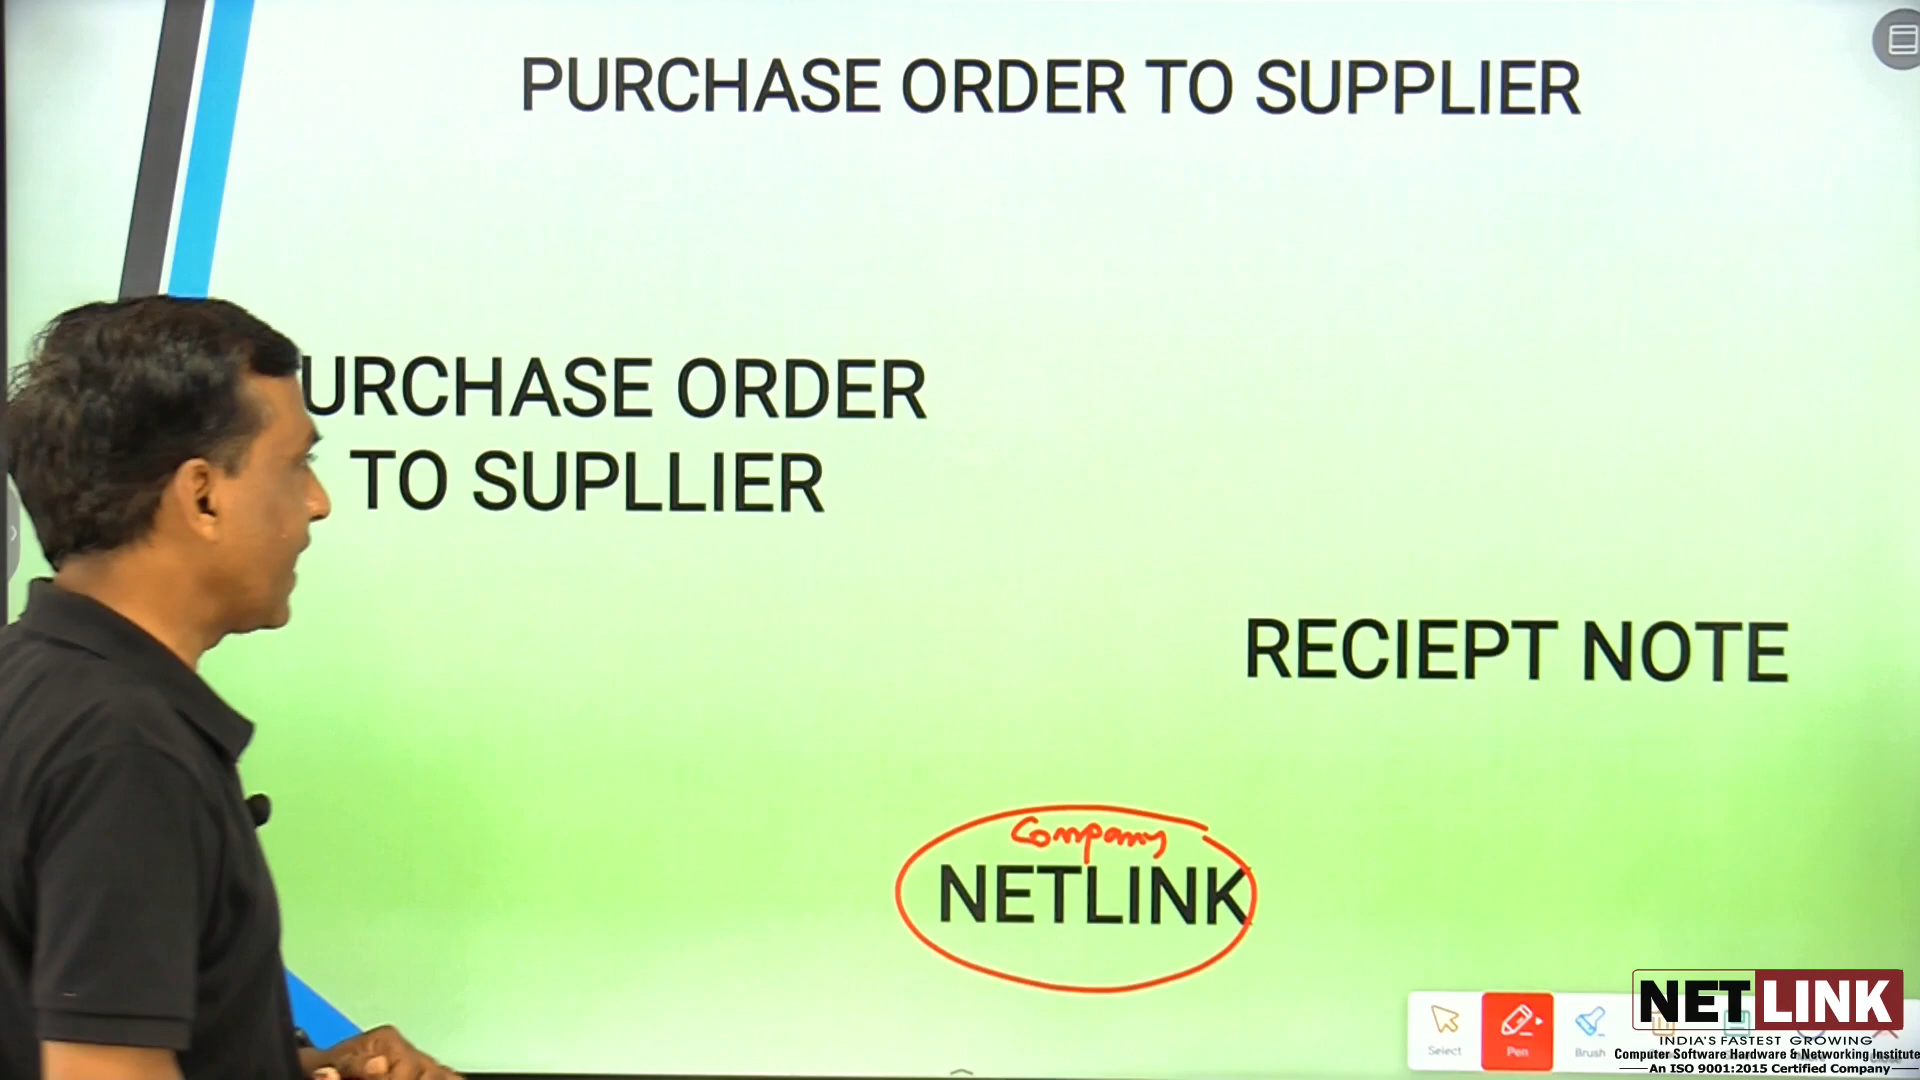 PURCHASE ORDER TO SUPPLIER
URCHASE ORDER
TO SUPLLIER
RECIEPT NOTE
Company
NETLINK
Select
Pen
Brush
NETLINK
INDIA'S FASTEST GROWING
Computer Software Hardware & Networking Institute
An ISO 9001:2015 Certified Company